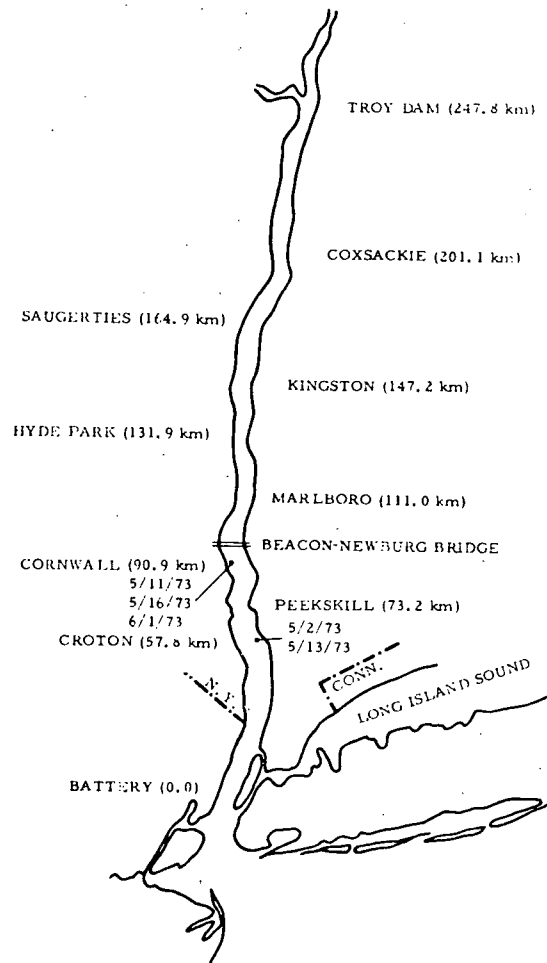 TROY DAM (247.8 km)
COXSACKIE (201.1 km)
SAUGERTIES (164.9 km)
KINGSTON (147.2 km)
HYDE PARK (131.9 km)
MARLBORO (111.0 km)
BEACON-NEWBURG BRIDGE
CORNWALL (90.9 km)
5/11/73
5/16/73
6/1/73
PEEKSKILL (73.2 km)
5/2/73
5/13/73
CROTON (57.8 km)
CONN.
N.Y.
LONG ISLAND SOUND
BATTERY (0.0)